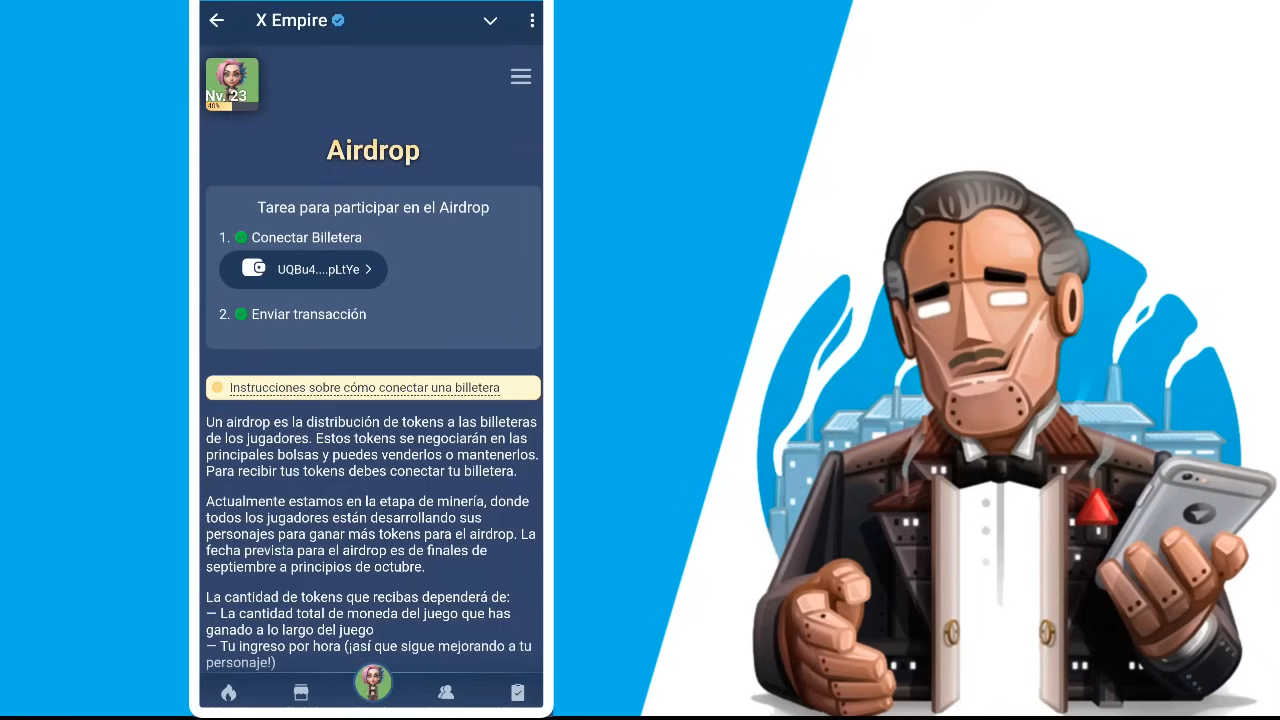 X Empire
Nv. 23
40%
Airdrop
Tarea para participar en el Airdrop
1. Conectar Billetera
UQBu4....pLtYe
2. Enviar transacción
Instrucciones sobre cómo conectar una billetera
Un airdrop es la distribución de tokens a las billeteras
de los jugadores. Estos tokens se negociarán en las
principales bolsas y puedes venderlos o mantenerlos.
Para recibir tus tokens debes conectar tu billetera.
Actualmente estamos en la etapa de minería, donde
todos los jugadores están desarrollando sus
personajes para ganar más tokens para el airdrop. La
fecha prevista para el airdrop es de finales de
septiembre a principios de octubre.
La cantidad de tokens que recibas dependerá de:
— La cantidad total de moneda del juego que has
ganado a lo largo del juego
— Tu ingreso por hora (¡así que sigue mejorando a tu
personaje!)